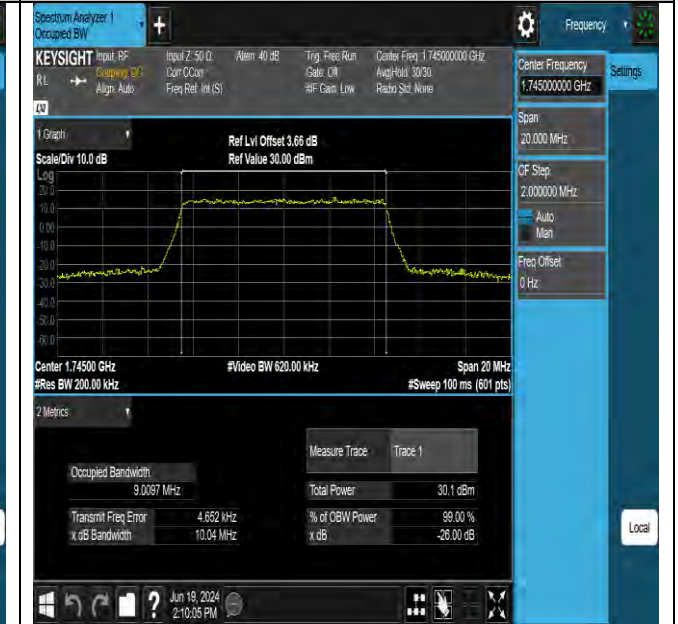 Spectrum Analyzer 1
Occupied BW
Frequency
KEYSIGHT
RL
Input: RF
Coupling: DC
Align: Auto
Input Z: 50 Ω
Corr CCorr
Freq Ref: Int (S)
Atten: 40 dB
Trig: Free Run
Gate: Off
#IF Gain: Low
Center Freq: 1.745000000 GHz
Avg|Hold: 30/30
Radio Std: None
Center Frequency
1.745000000 GHz
Settings
Span
20.000 MHz
CF Step
2.000000 MHz
Auto
Man
Freq Offset
0 Hz
1 Graph
Scale/Div 10.0 dB
Ref Lvl Offset 3.66 dB
Ref Value 30.00 dBm
Log
20.0
10.0
0.00
-10.0
-20.0
-30.0
-40.0
-50.0
-60.0
Center 1.74500 GHz
#Video BW 620.00 kHz
Span 20 MHz
#Res BW 200.00 kHz
#Sweep 100 ms (601 pts)
2 Metrics
Measure Trace
Trace 1
Occupied Bandwidth
9.0097 MHz
Total Power
30.1 dBm
Transmit Freq Error
4.652 kHz
% of OBW Power
99.00 %
x dB Bandwidth
10.04 MHz
x dB
-26.00 dB
Local
?
Jun 19, 2024
2:10:05 PM